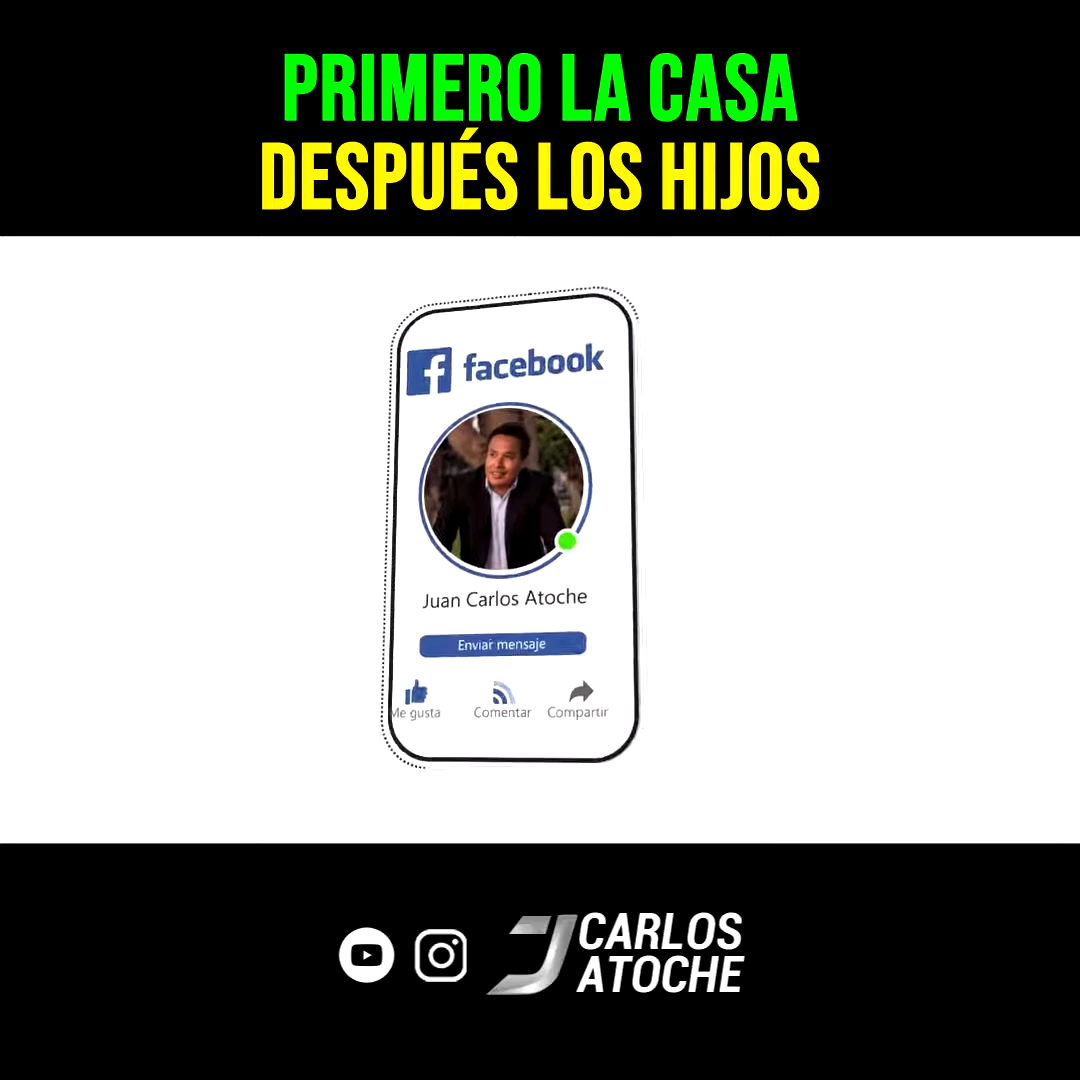 PRIMERO LA CASA
DESPUÉS LOS HIJOS
f facebook
Juan Carlos Atoche
Enviar mensaje
Me gusta Comentar Compartir
J CARLOS
ATOCHE